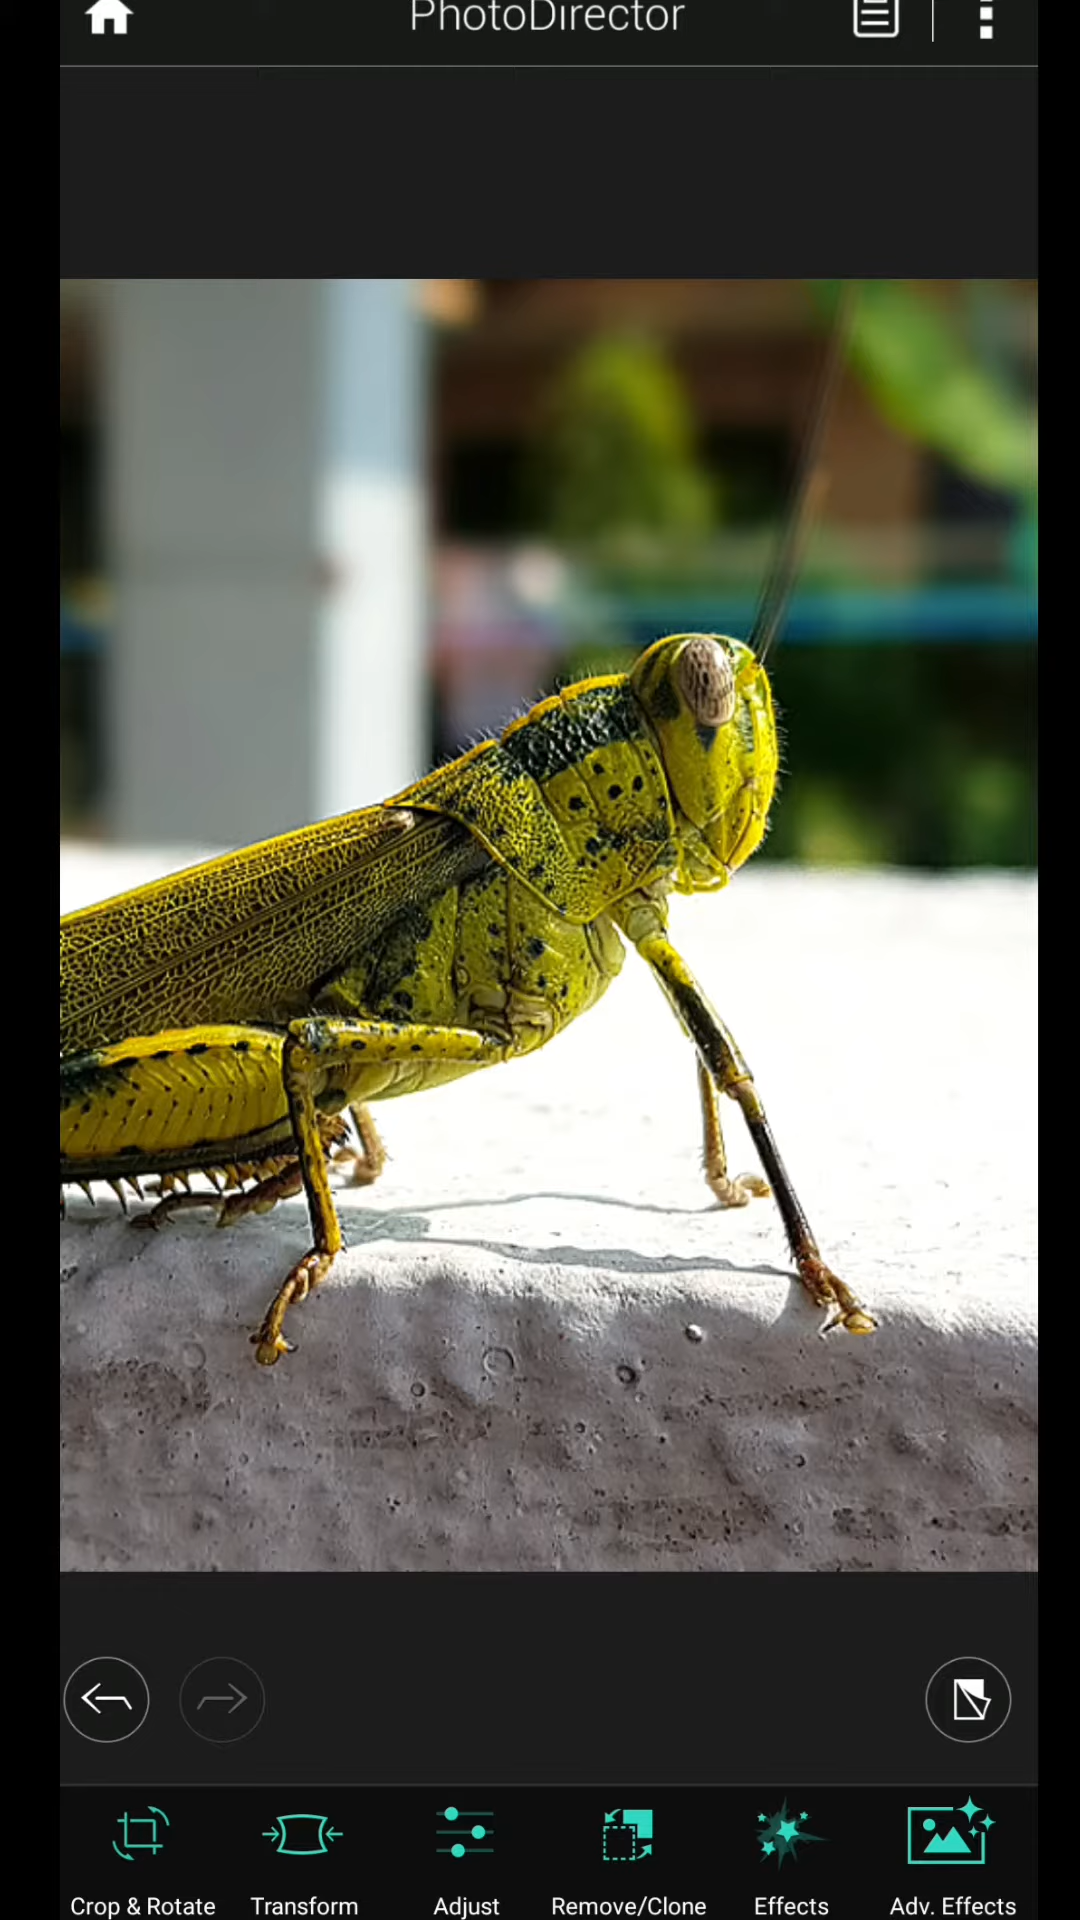 PhotoDirector
Crop & Rotate
Transform
Adjust
Remove/Clone
Effects
Adv. Effects